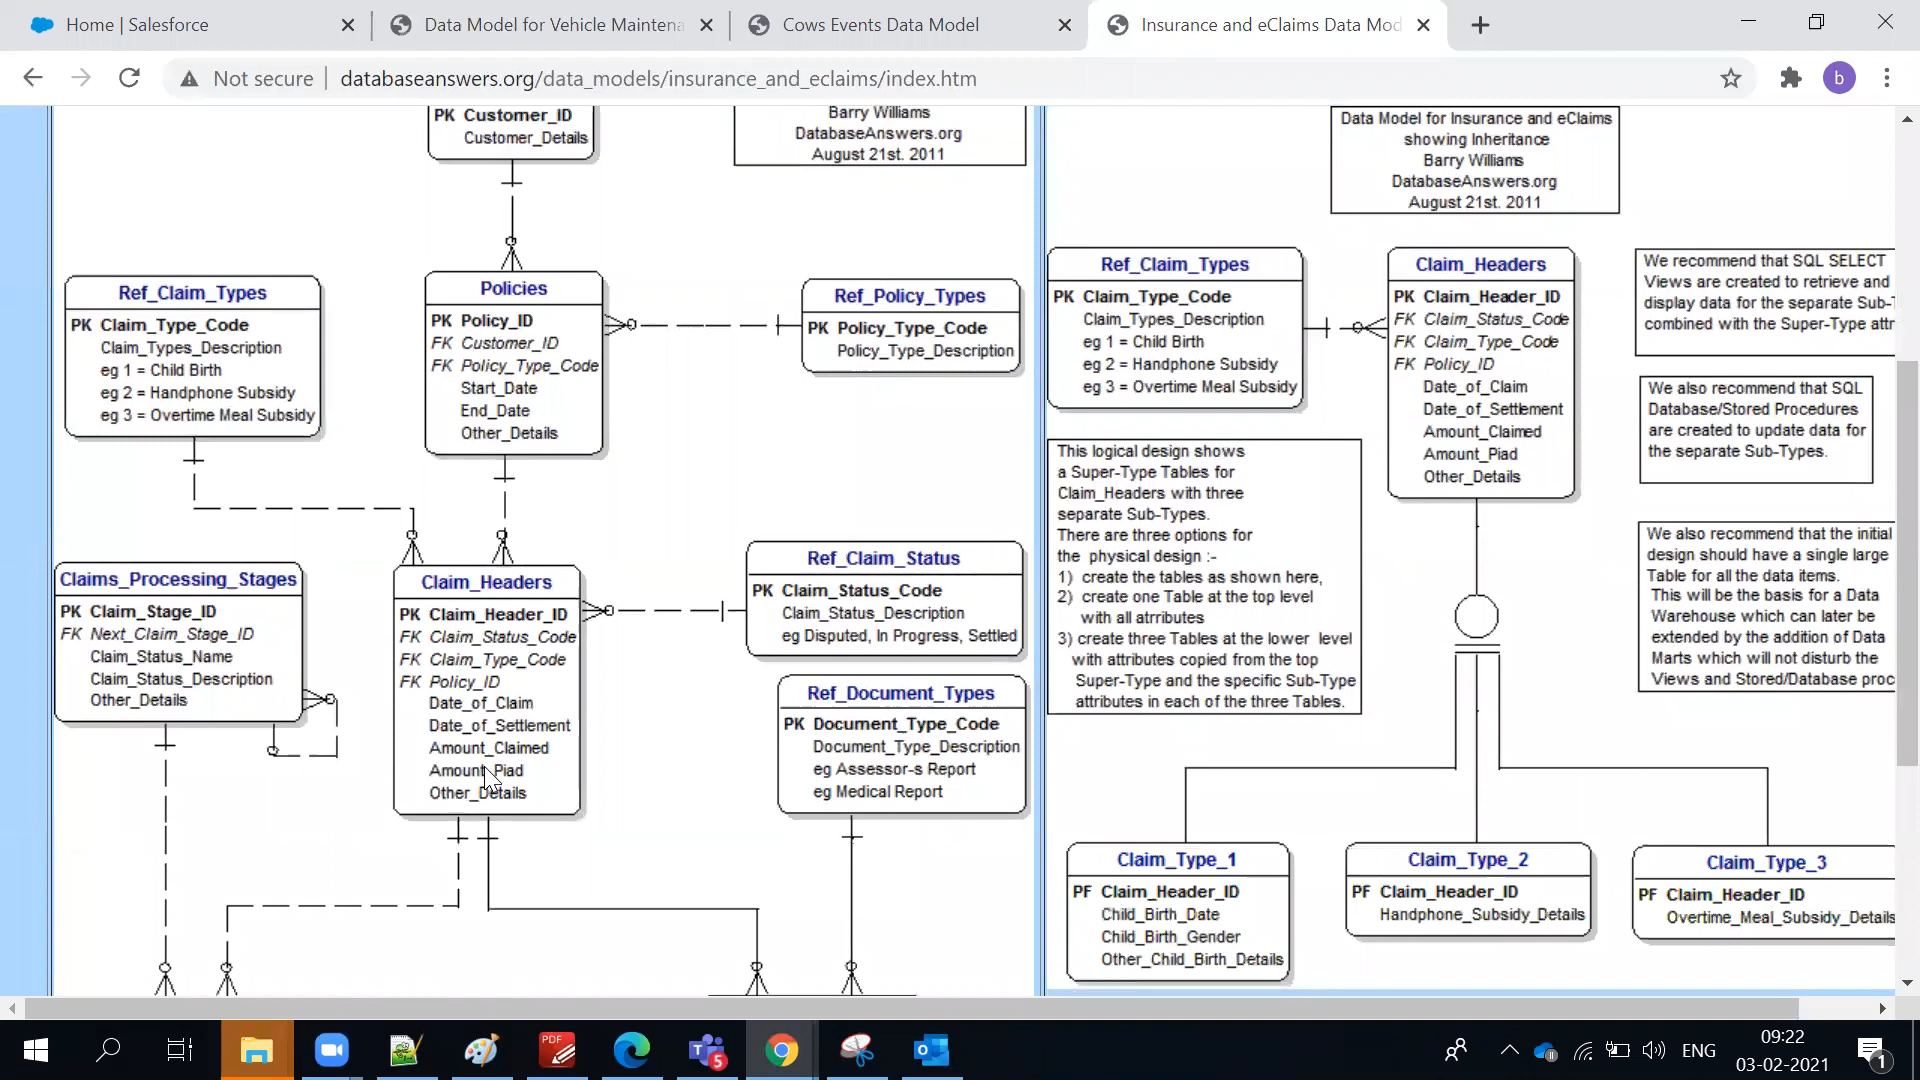 Home | Salesforce
Data Model for Vehicle Maintena
Cows Events Data Model
Insurance and eClaims Data Mod
Not secure
databaseanswers.org/data_models/insurance_and_eclaims/index.htm
b
PK Customer_ID
Customer_Details
Barry Williams
DatabaseAnswers.org
August 21st. 2011
Ref_Claim_Types
PK Claim_Type_Code
Claim_Types_Description
eg 1 = Child Birth
eg 2 = Handphone Subsidy
eg 3 = Overtime Meal Subsidy
Policies
PK Policy_ID
FK Customer_ID
FK Policy_Type_Code
Start_Date
End_Date
Other_Details
Ref_Policy_Types
PK Policy_Type_Code
Policy_Type_Description
Claims_Processing_Stages
PK Claim_Stage_ID
FK Next_Claim_Stage_ID
Claim_Status_Name
Claim_Status_Description
Other_Details
Claim_Headers
PK Claim_Header_ID
FK Claim_Status_Code
FK Claim_Type_Code
FK Policy_ID
Date_of_Claim
Date_of_Settlement
Amount_Claimed
Amount_Piad
Other_Details
Ref_Claim_Status
PK Claim_Status_Code
Claim_Status_Description
eg Disputed, In Progress, Settled
Ref_Document_Types
PK Document_Type_Code
Document_Type_Description
eg Assessor-s Report
eg Medical Report
Data Model for Insurance and eClaims
showing Inheritance
Barry Williams
DatabaseAnswers.org
August 21st. 2011
Ref_Claim_Types
PK Claim_Type_Code
Claim_Types_Description
eg 1 = Child Birth
eg 2 = Handphone Subsidy
eg 3 = Overtime Meal Subsidy
Claim_Headers
PK Claim_Header_ID
FK Claim_Status_Code
FK Claim_Type_Code
FK Policy_ID
Date_of_Claim
Date_of_Settlement
Amount_Claimed
Amount_Piad
Other_Details
We recommend that SQL SELECT
Views are created to retrieve and
display data for the separate Sub-T
combined with the Super-Type attr
We also recommend that SQL
Database/Stored Procedures
are created to update data for
the separate Sub-Types.
This logical design shows
a Super-Type Tables for
Claim_Headers with three
separate Sub-Types.
There are three options for
the physical design :-
1) create the tables as shown here,
2) create one Table at the top level
with all atrributes
3) create three Tables at the lower level
with attributes copied from the top
Super-Type and the specific Sub-Type
attributes in each of the three Tables.
We also recommend that the initial
design should have a single large
Table for all the data items.
This will be the basis for a Data
Warehouse which can later be
extended by the addition of Data
Marts which will not disturb the
Views and Stored/Database proc
Claim_Type_1
PF Claim_Header_ID
Child_Birth_Date
Child_Birth_Gender
Other_Child_Birth_Details
Claim_Type_2
PF Claim_Header_ID
Handphone_Subsidy_Details
Claim_Type_3
PF Claim_Header_ID
Overtime_Meal_Subsidy_Details
PDF
5
ENG
09:22
03-02-2021
1